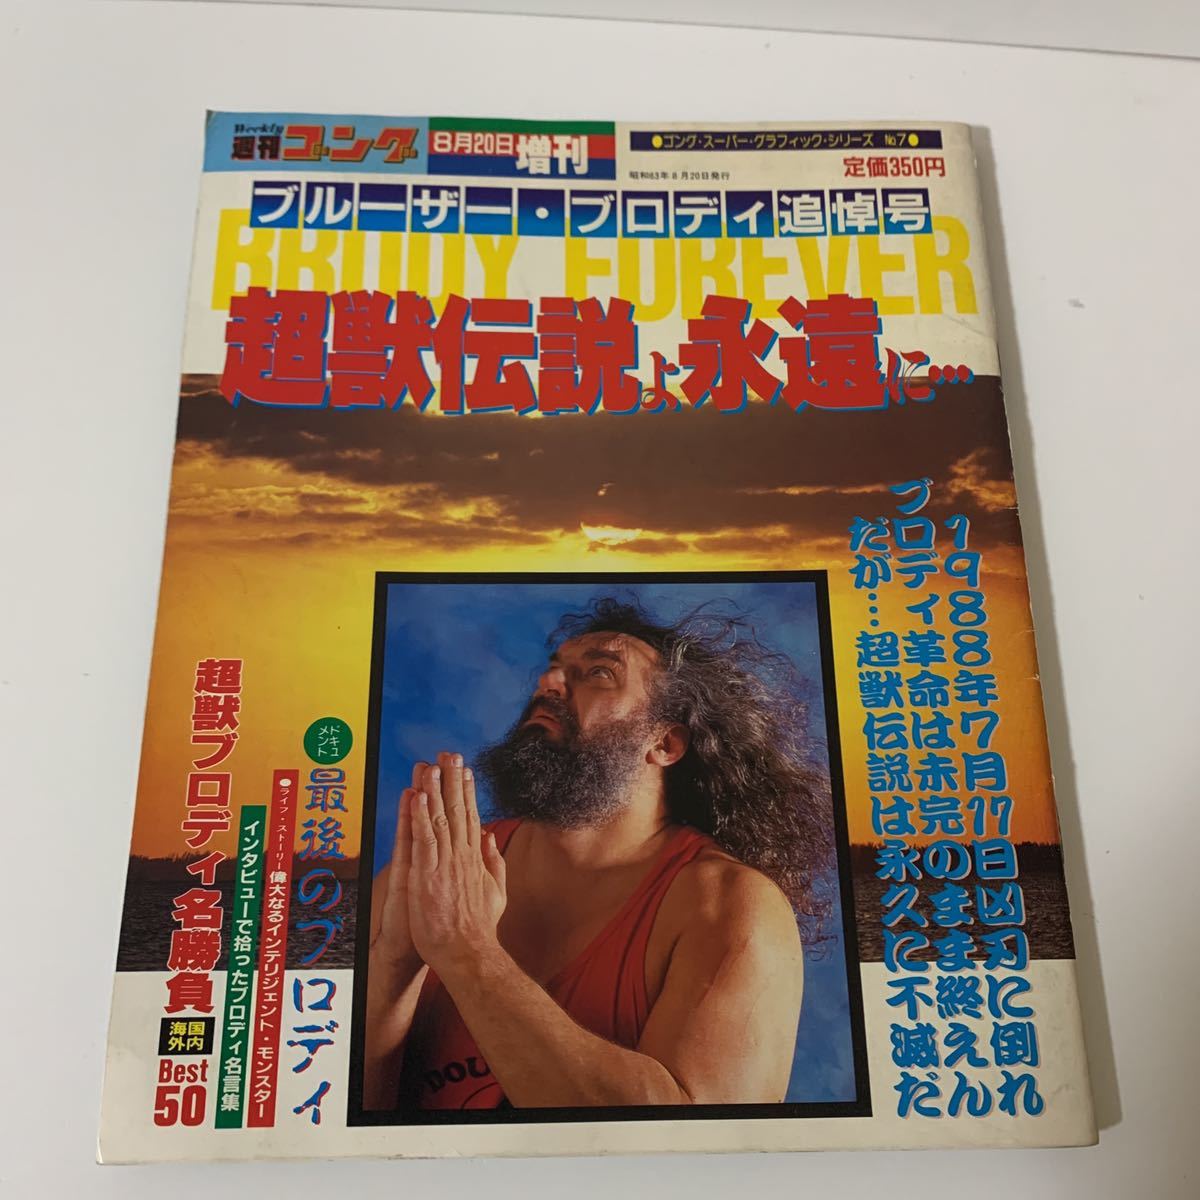 Weekly
週刊ゴング
8月20日増刊
●ゴング・スーパー・グラフィック・シリーズ No.7●
昭和63年8月20日発行
定価350円
ブルーザー・ブロディ追悼号
BRODY FOREVER
超獣伝説よ永遠に…
1988年7月17日凶刃に倒れ
ブロディ革命は未完のまま終えん
だが…超獣伝説は永久に不滅だ
ドキュメント
最後のブロディ
●ライフ・ストーリー偉大なるインテリジェント・モンスター
インタビューで拾ったブロディ名言集
超獣ブロディ名勝負
国内
海外
Best
50
DOU